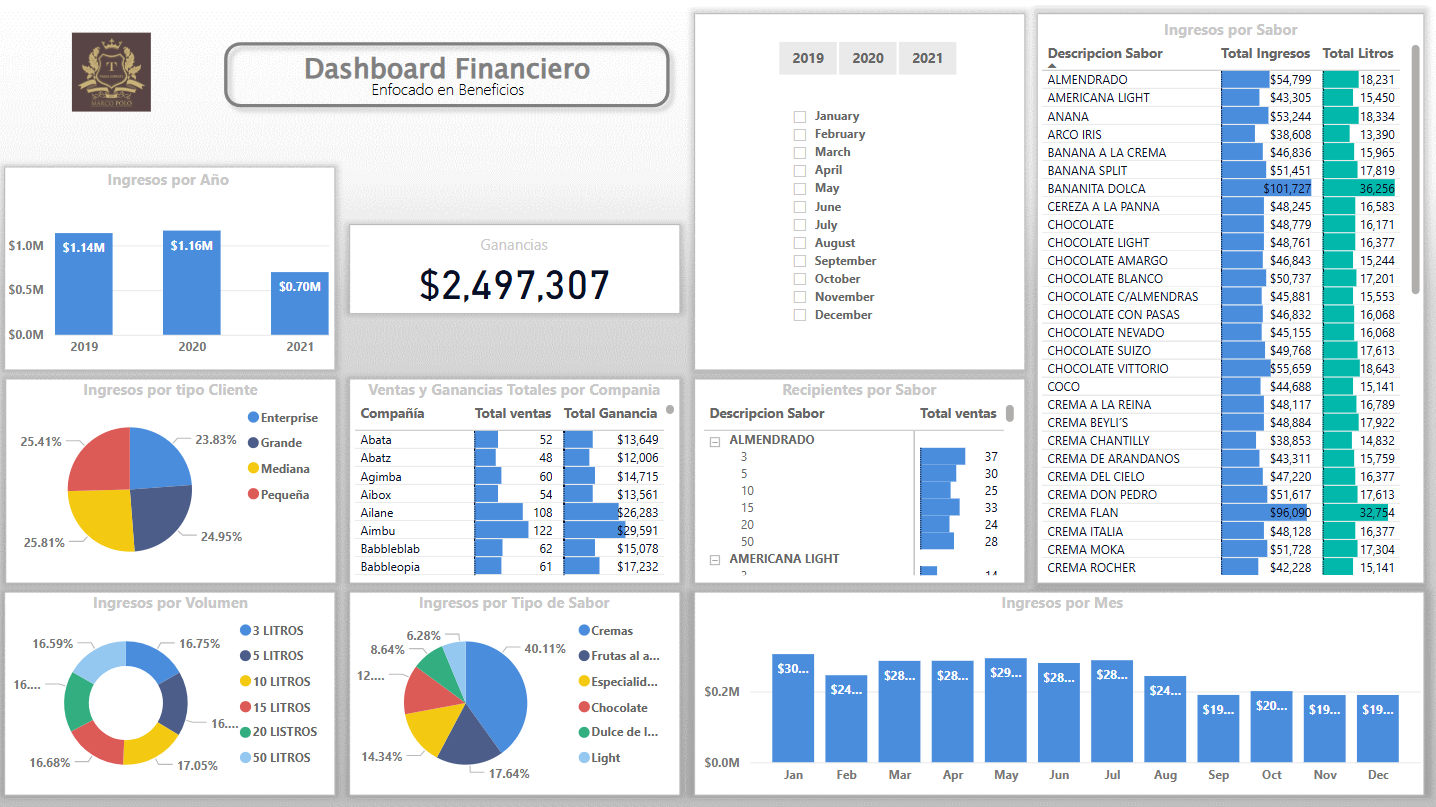 T
MARCO POLO
Dashboard Financiero
Enfocado en Beneficios
2019 2020 2021
January
February
March
April
May
June
July
August
September
October
November
December
Ingresos por Sabor
Descripcion Sabor Total Ingresos Total Litros
ALMENDRADO $54,799 18,231
AMERICANA LIGHT $43,305 15,450
ANANA $53,244 18,334
ARCO IRIS $38,608 13,390
BANANA A LA CREMA $46,836 15,965
BANANA SPLIT $51,451 17,819
BANANITA DOLCA $101,727 36,256
CEREZA A LA PANNA $48,245 16,583
CHOCOLATE $48,779 16,171
CHOCOLATE LIGHT $48,761 16,377
CHOCOLATE AMARGO $46,843 15,244
CHOCOLATE BLANCO $50,737 17,201
CHOCOLATE C/ALMENDRAS $45,881 15,553
CHOCOLATE CON PASAS $46,832 16,068
CHOCOLATE NEVADO $45,155 16,068
CHOCOLATE SUIZO $49,768 17,613
CHOCOLATE VITTORIO $55,659 18,643
COCO $44,688 15,141
CREMA A LA REINA $48,117 16,789
CREMA BEYLI´S $48,884 17,922
CREMA CHANTILLY $38,853 14,832
CREMA DE ARANDANOS $43,311 15,759
CREMA DEL CIELO $47,220 16,377
CREMA DON PEDRO $51,617 17,613
CREMA FLAN $96,090 32,754
CREMA ITALIA $48,128 16,377
CREMA MOKA $51,728 17,304
CREMA ROCHER $42,228 15,141
Ingresos por Año
$1.0M
$0.5M
$0.0M
$1.14M $1.16M $0.70M
2019 2020 2021
Ganancias
$2,497,307
Ingresos por tipo Cliente
25.41% 23.83%
25.81% 24.95%
Enterprise
Grande
Mediana
Pequeña
Ventas y Ganancias Totales por Compania
Compañía Total ventas Total Ganancia
Abata 52 $13,649
Abatz 48 $12,006
Agimba 60 $14,715
Aibox 54 $13,561
Ailane 108 $26,283
Aimbu 122 $29,591
Babbleblab 62 $15,078
Babbleopia 61 $17,232
Recipientes por Sabor
Descripcion Sabor Total ventas
ALMENDRADO
3 37
5 30
10 25
15 33
20 24
50 28
AMERICANA LIGHT
Ingresos por Volumen
16.59% 16.75%
16.... 16....
16.68% 17.05%
3 LITROS
5 LITROS
10 LITROS
15 LITROS
20 LISTROS
50 LITROS
Ingresos por Tipo de Sabor
6.28%
8.64% 40.11%
12....
14.34% 17.64%
Cremas
Frutas al a...
Especialid...
Chocolate
Dulce de l...
Light
Ingresos por Mes
$0.2M
$0.0M
$30... $24... $28... $28... $29... $28... $28... $24... $19... $20... $19... $19...
Jan Feb Mar Apr May Jun Jul Aug Sep Oct Nov Dec